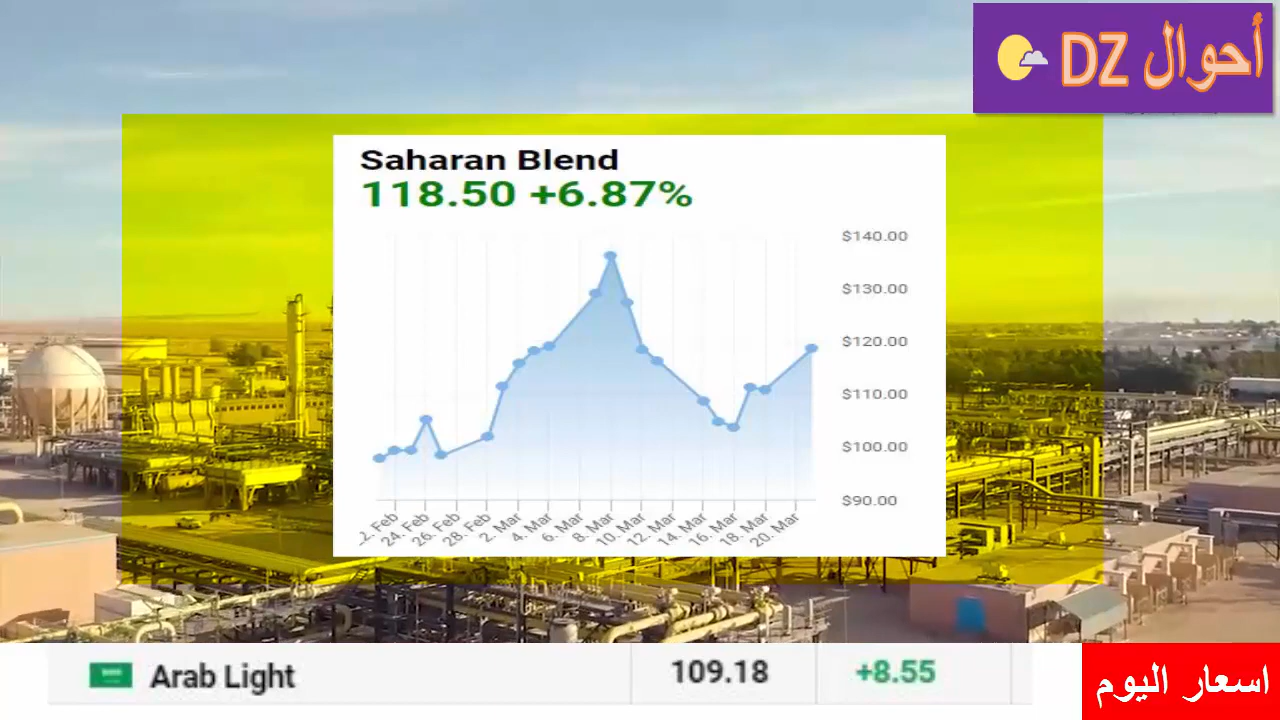 أحوال DZ
Saharan Blend
118.50 +6.87%
$140.00
$130.00
$120.00
$110.00
$100.00
$90.00
2. Feb
24. Feb
26. Feb
28. Feb
2. Mar
4. Mar
6. Mar
8. Mar
10. Mar
12. Mar
14. Mar
16. Mar
18. Mar
20. Mar
Arab Light 109.18 +8.55
اسعار اليوم